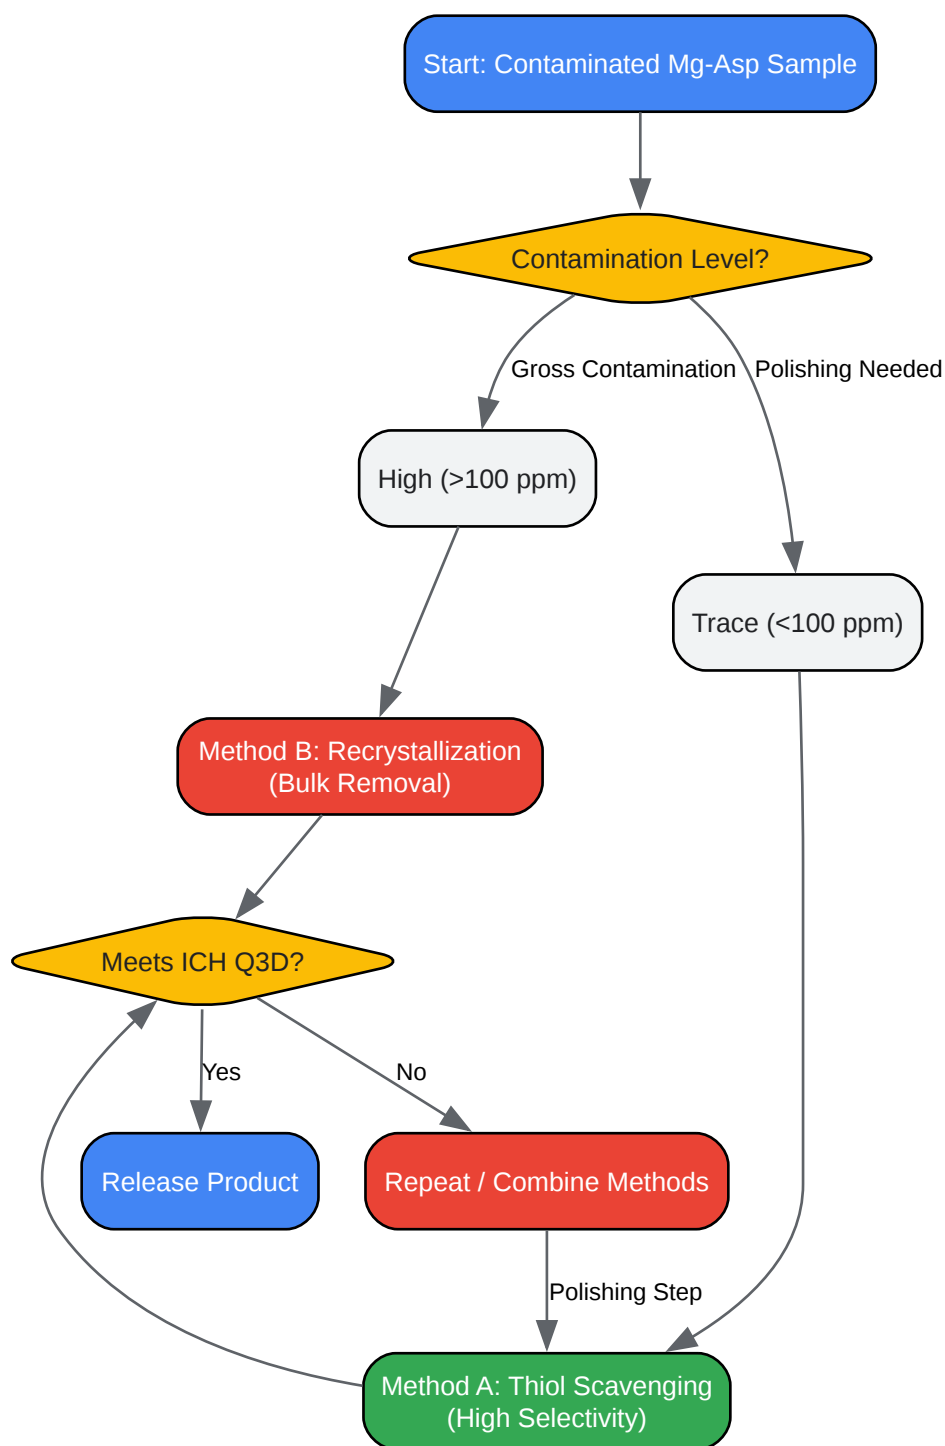 Start: Contaminated Mg-Asp Sample
Contamination Level?
Gross Contamination
Polishing Needed
High (>100 ppm)
Trace (<100 ppm)
Method B: Recrystallization
(Bulk Removal)
Meets ICH Q3D?
Yes
No
Release Product
Repeat / Combine Methods
Polishing Step
Method A: Thiol Scavenging
(High Selectivity)